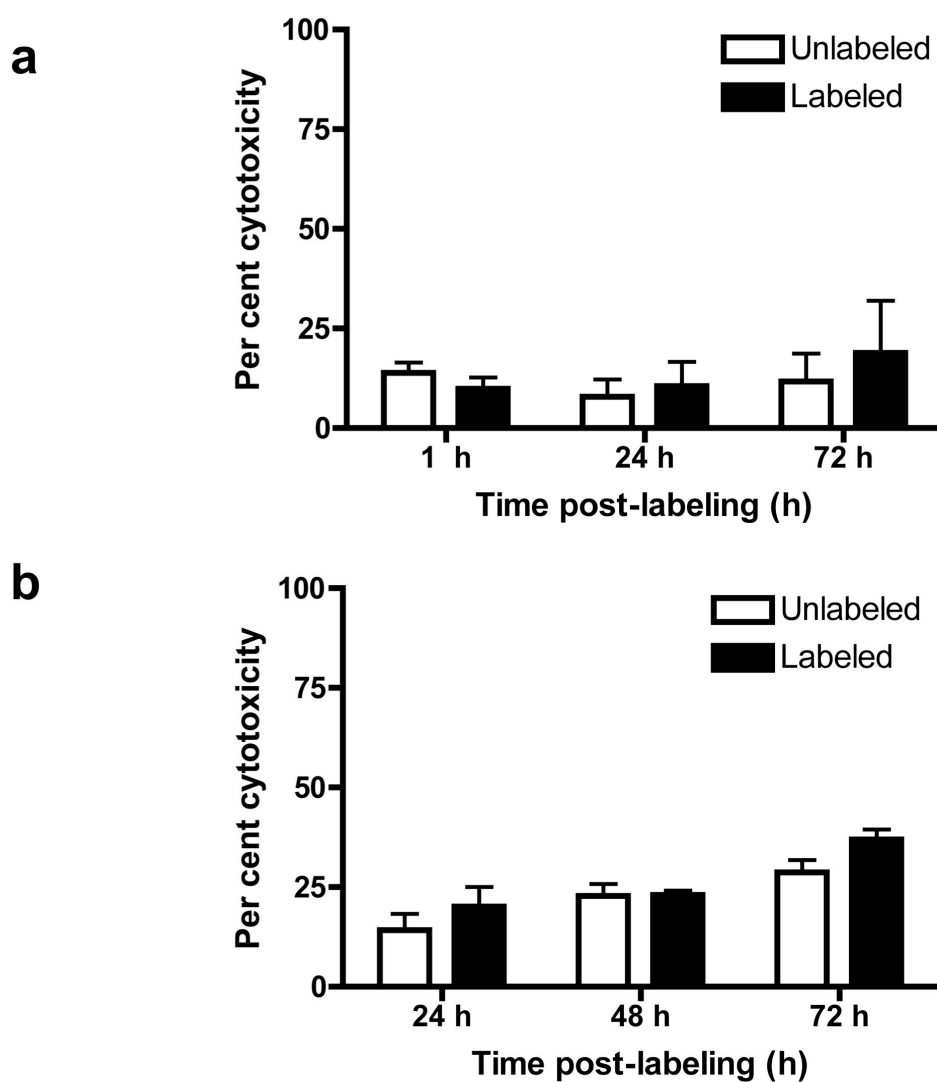 a
Per cent cytotoxicity
100
75
50
25
0
Unlabeled
Labeled
1 h
24 h
72 h
Time post-labeling (h)
b
Per cent cytotoxicity
100
75
50
25
0
Unlabeled
Labeled
24 h
48 h
72 h
Time post-labeling (h)